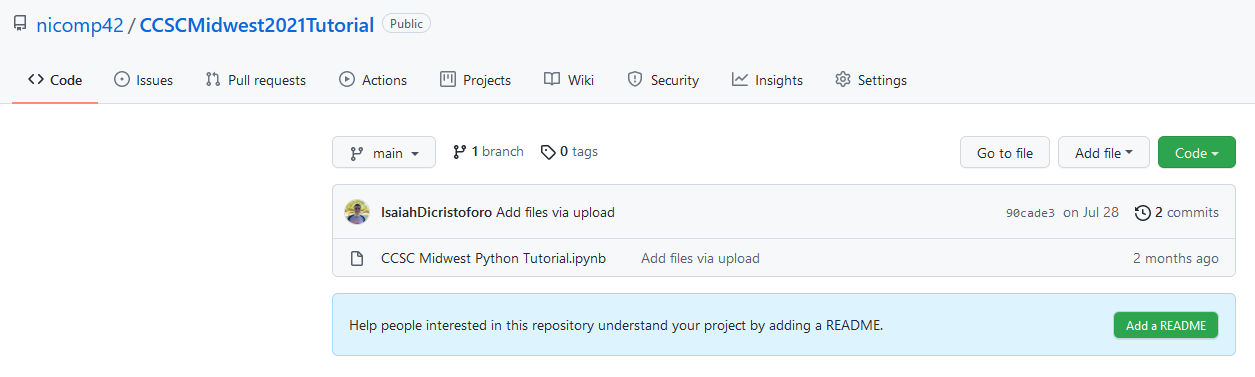 nicomp42 / CCSCMidwest2021Tutorial Public
Code Issues Pull requests Actions Projects Wiki Security Insights Settings
main 1 branch 0 tags Go to file Add file Code
IsaiahDicristoforo Add files via upload 90cade3 on Jul 28 2 commits
CCSC Midwest Python Tutorial.ipynb Add files via upload 2 months ago
Help people interested in this repository understand your project by adding a README. Add a README